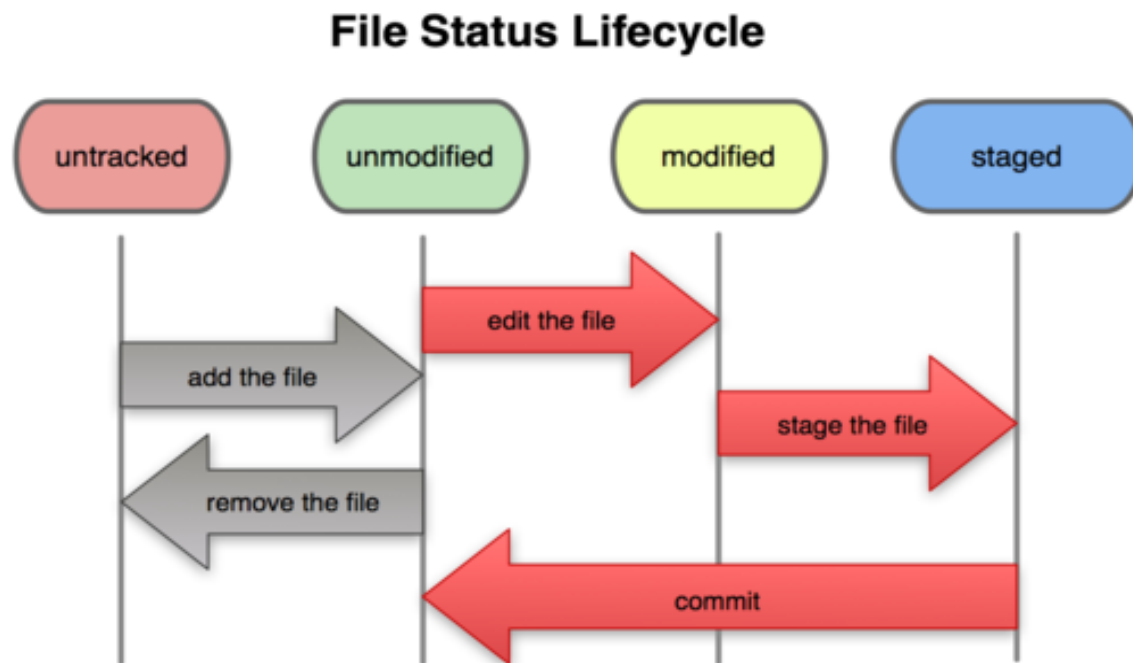 File Status Lifecycle
untracked
unmodified
modified
staged
edit the file
add the file
stage the file
remove the file
commit